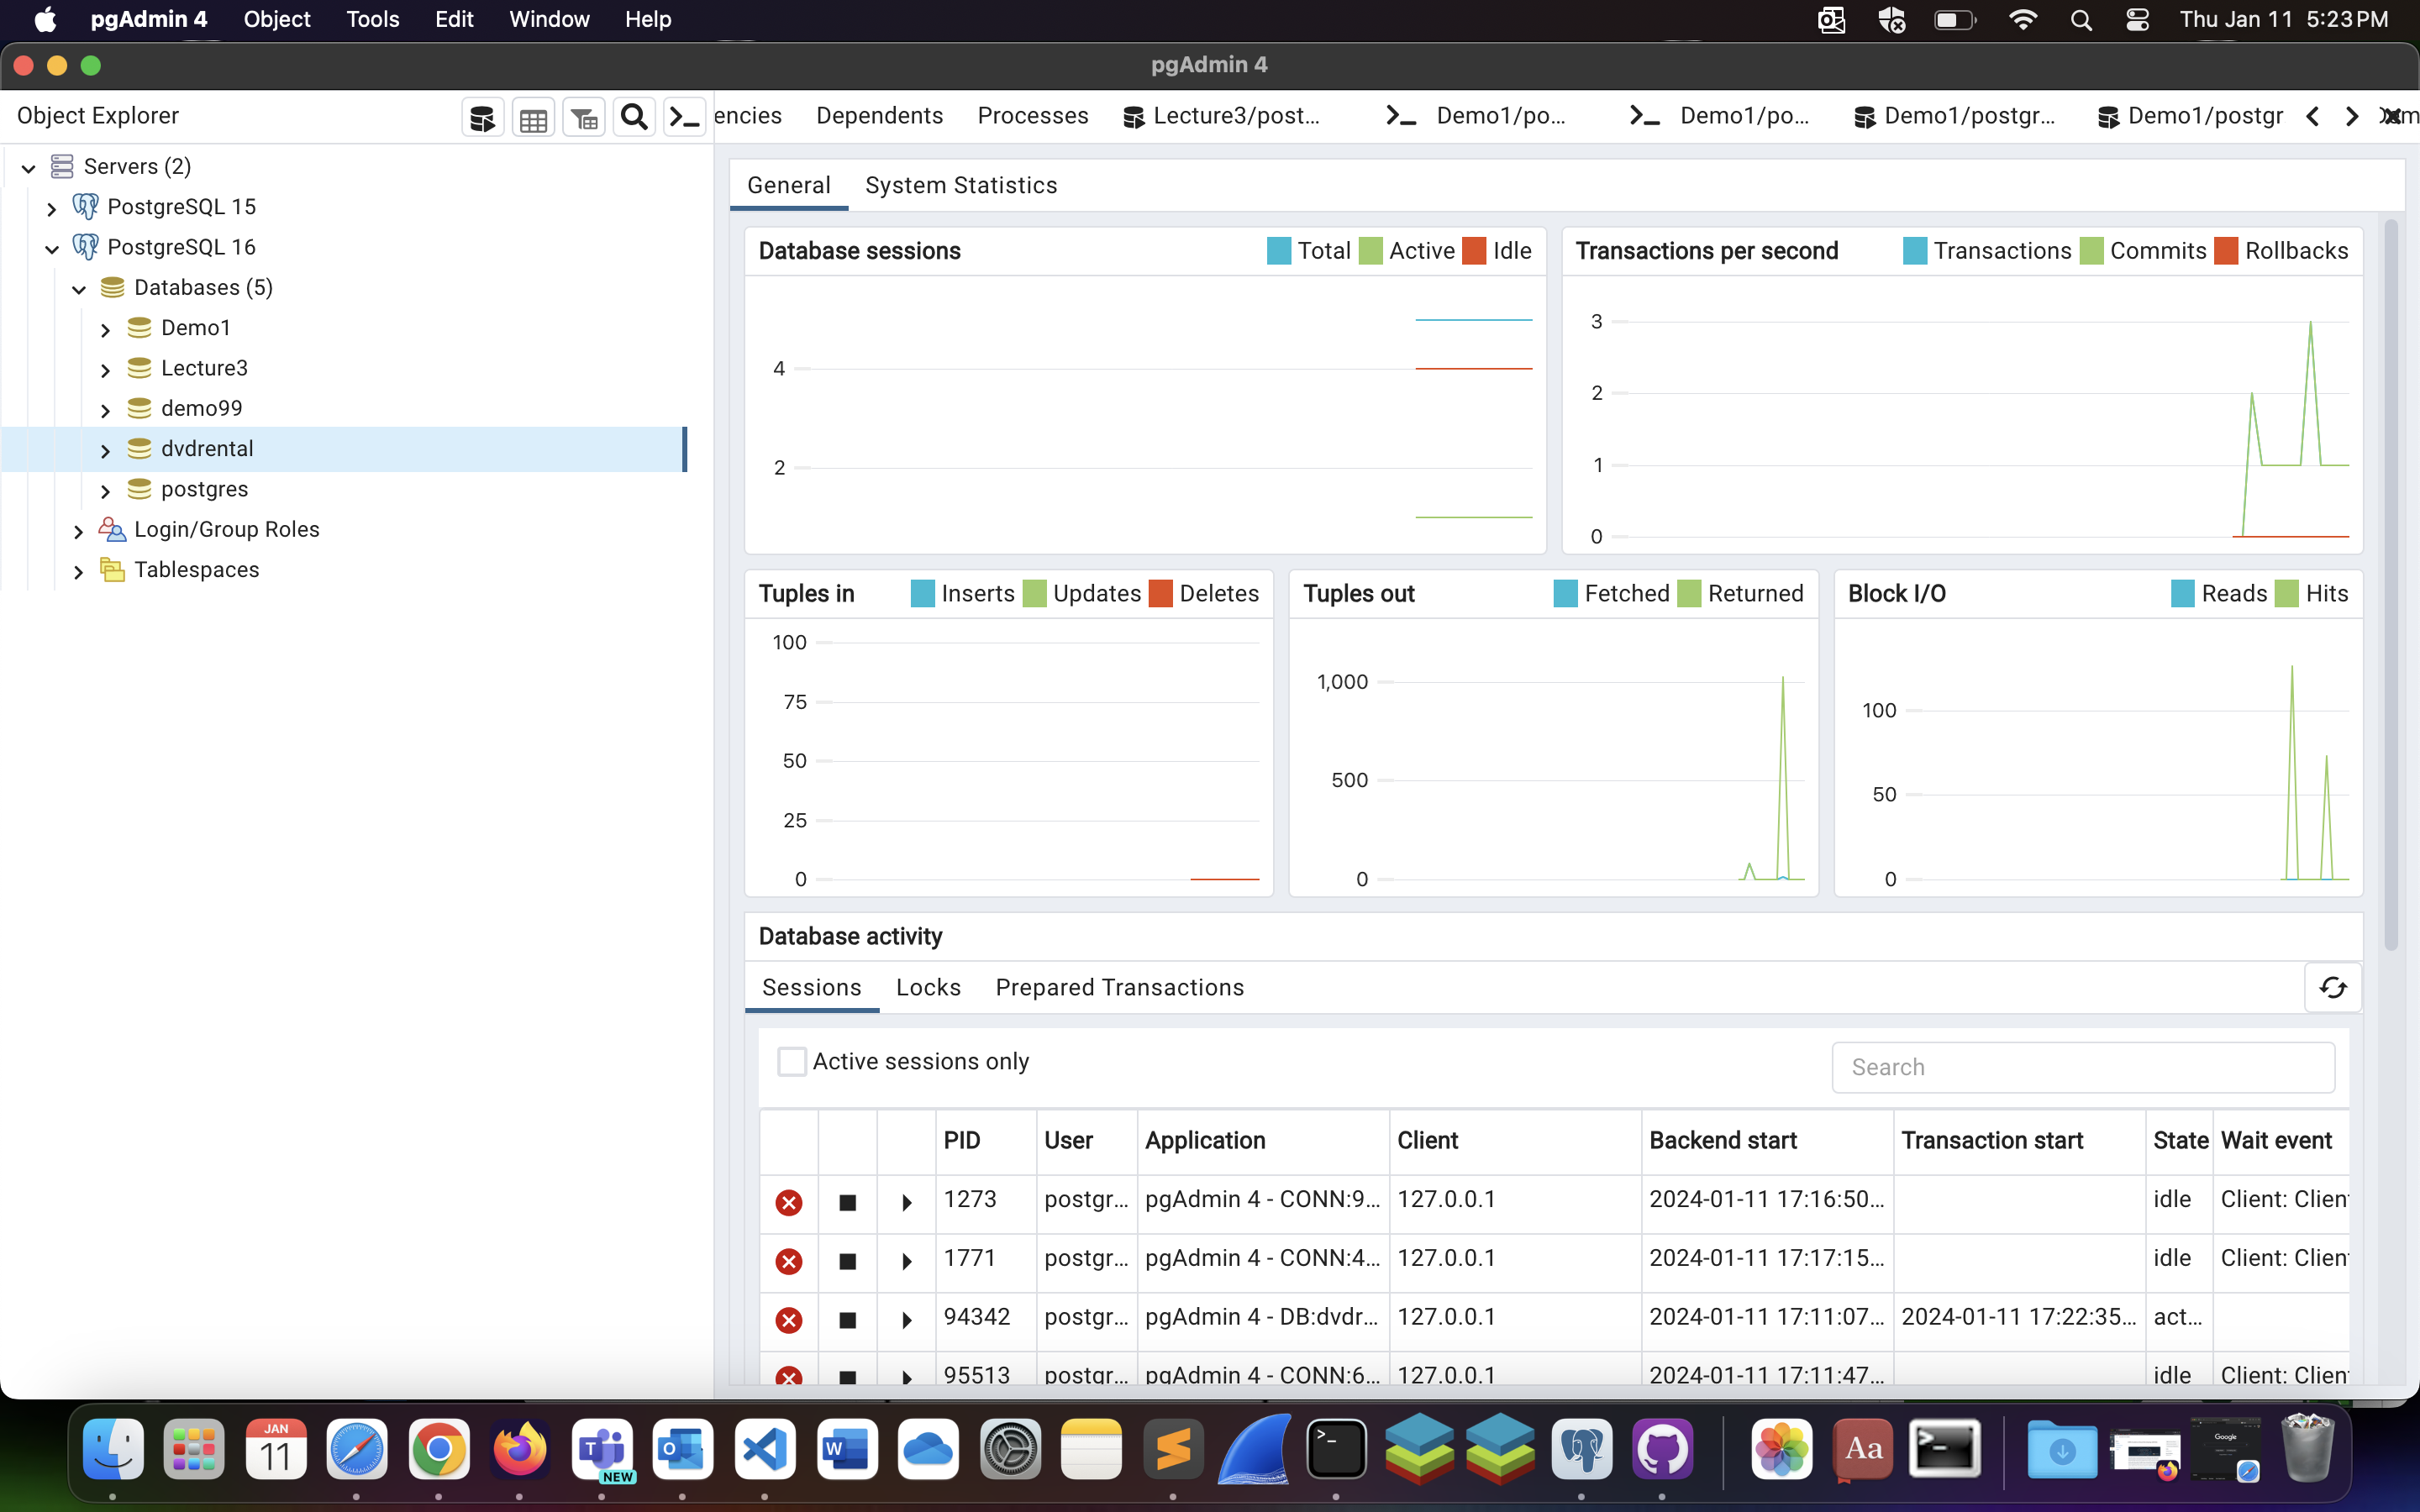 pgAdmin 4 Object Tools Edit Window Help Thu Jan 11 5:23 PM
pgAdmin 4
Object Explorer
encies Dependents Processes Lecture3/post... Demo1/po... Demo1/po... Demo1/postgr... Demo1/postgr
Servers (2)
PostgreSQL 15
PostgreSQL 16
Databases (5)
Demo1
Lecture3
demo99
dvdrental
postgres
Login/Group Roles
Tablespaces
General System Statistics
Database sessions Total Active Idle
4
2
Transactions per second Transactions Commits Rollbacks
3
2
1
0
Tuples in Inserts Updates Deletes
100
75
50
25
0
Tuples out Fetched Returned
1,000
500
0
Block I/O Reads Hits
100
50
0
Database activity
Sessions Locks Prepared Transactions
Active sessions only Search
PID User Application Client Backend start Transaction start State Wait event
1273 postgr... pgAdmin 4 - CONN:9... 127.0.0.1 2024-01-11 17:16:50... idle Client: Clien
1771 postgr... pgAdmin 4 - CONN:4... 127.0.0.1 2024-01-11 17:17:15... idle Client: Clien
94342 postgr... pgAdmin 4 - DB:dvdr... 127.0.0.1 2024-01-11 17:11:07... 2024-01-11 17:22:35... act...
95513 postgr... pgAdmin 4 - CONN:6... 127.0.0.1 2024-01-11 17:11:47... idle Client: Clien
JAN
11
T
NEW
O
W
Aa
Google